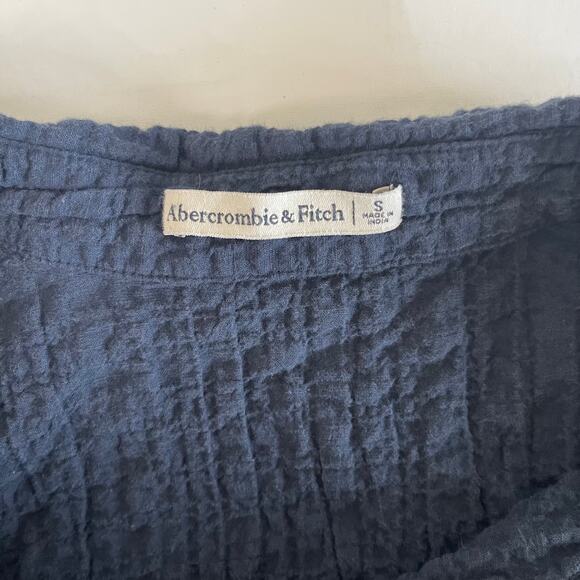 Abercrombie & Fitch | S
MADE IN
INDIA